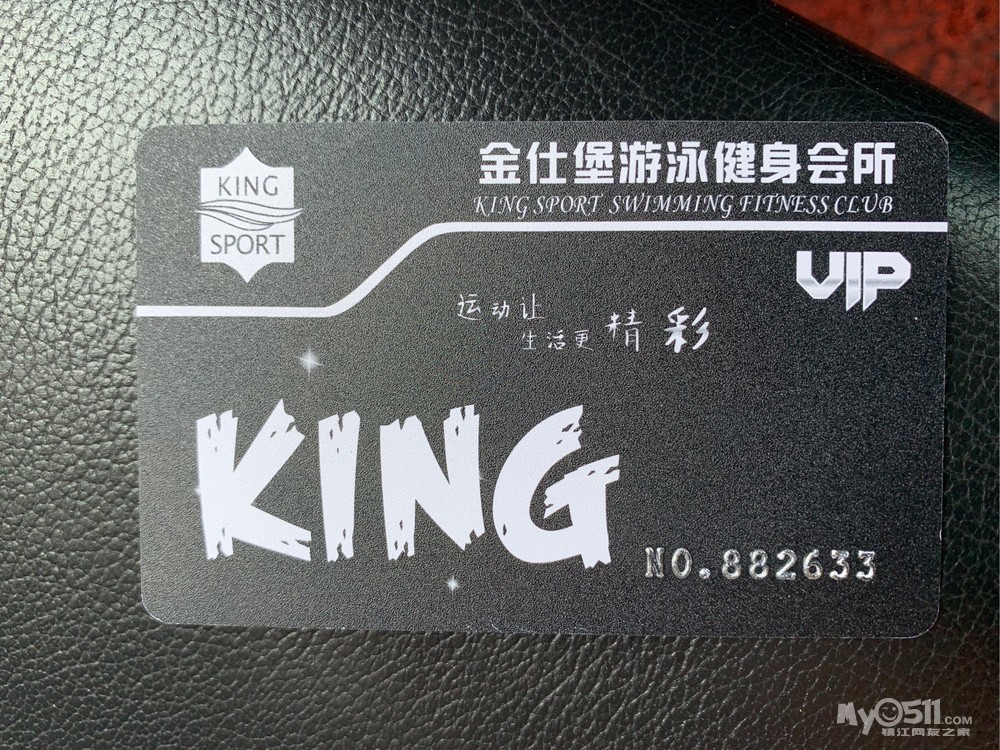 KING
SPORT
金仕堡游泳健身会所
KING SPORT SWIMMING FITNESS CLUB
VIP
运动让
生活更精彩
KING
NO.882633
My0511.COM
镇江网友之家